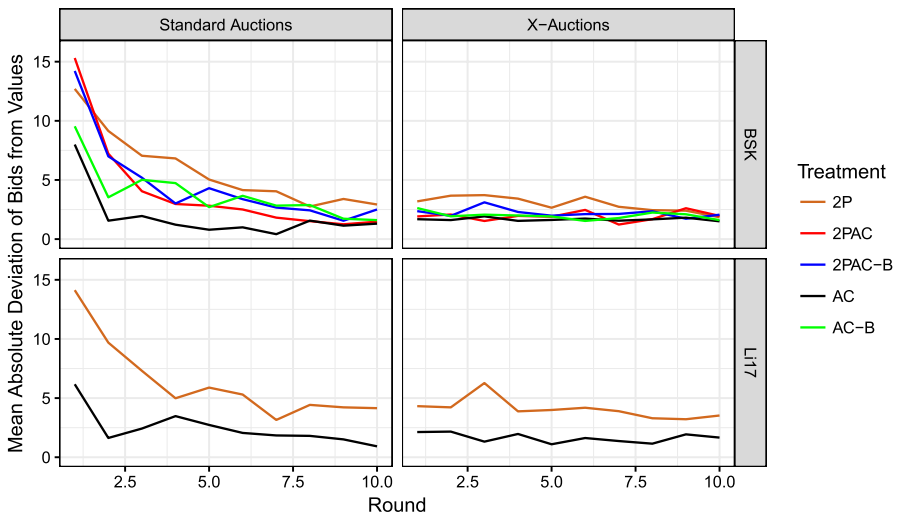 Standard Auctions
X−Auctions
Mean Absolute Deviation of Bids from Values
15
10
5
0
BSK
15
10
5
0
Li17
2.5
5.0
7.5
10.0
2.5
5.0
7.5
10.0
Round
Treatment
2P
2PAC
2PAC−B
AC
AC−B